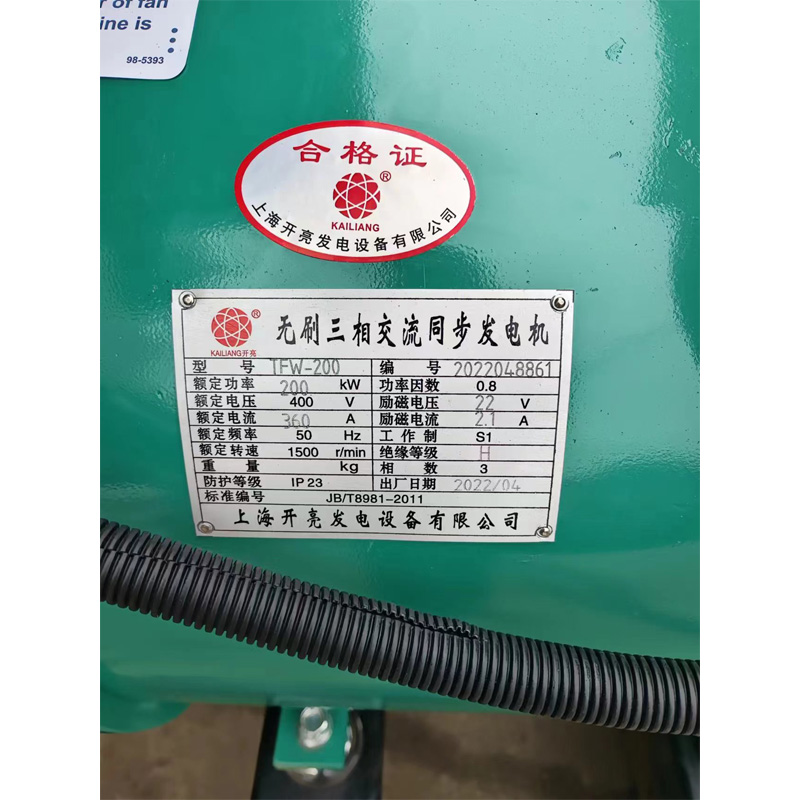 r of fan
ine is
98-5393
合格证
®
KAILIANG
上海开亮发电设备有限公司
® 无刷三相交流同步发电机
KAILIANG开亮
型号 TFW-200 编号 2022048861
额定功率 200 kW 功率因数 0.8
额定电压 400 V 励磁电压 22 V
额定电流 360 A 励磁电流 2.1 A
额定频率 50 Hz 工作制 S1
额定转速 1500 r/min 绝缘等级 H
重量 kg 相数 3
防护等级 IP23 出厂日期 2022/04
标准编号 JB/T8981-2011
上海开亮发电设备有限公司